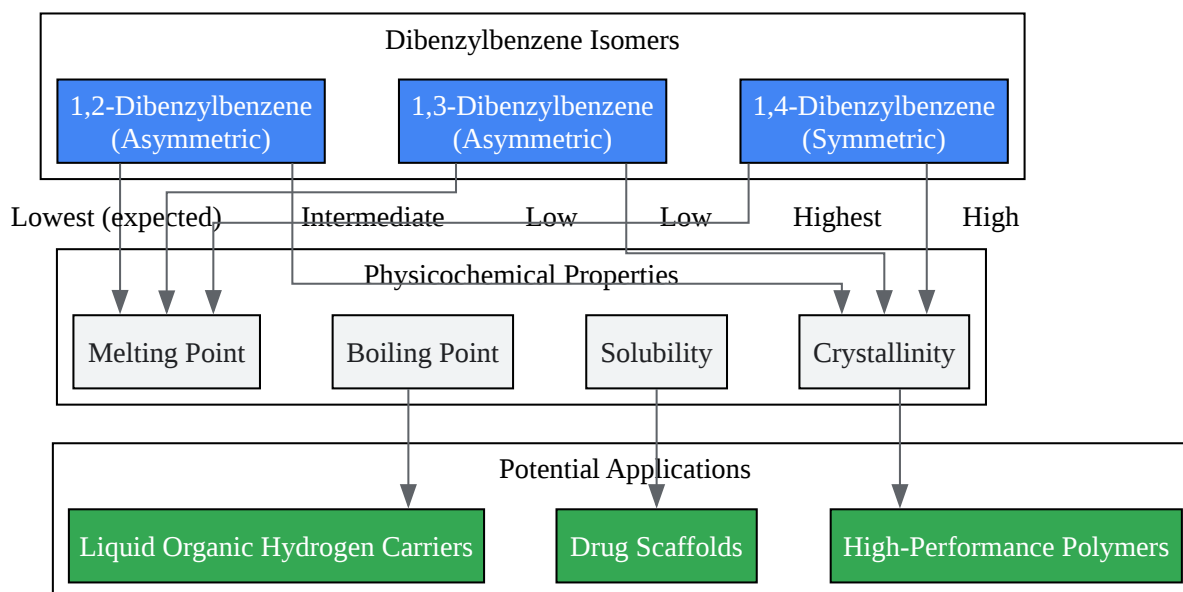 Dibenzylbenzene Isomers
1,2-Dibenzylbenzene
(Asymmetric)
1,3-Dibenzylbenzene
(Asymmetric)
1,4-Dibenzylbenzene
(Symmetric)
Lowest (expected)
Intermediate
Low
Low
Highest
High
Physicochemical Properties
Melting Point
Boiling Point
Solubility
Crystallinity
Potential Applications
Liquid Organic Hydrogen Carriers
Drug Scaffolds
High-Performance Polymers